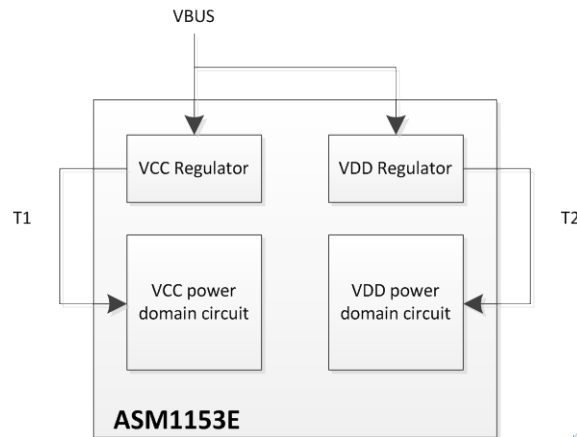 VBUS
VCC Regulator
VDD Regulator
T1
T2
VCC power
domain circuit
VDD power
domain circuit
ASM1153E